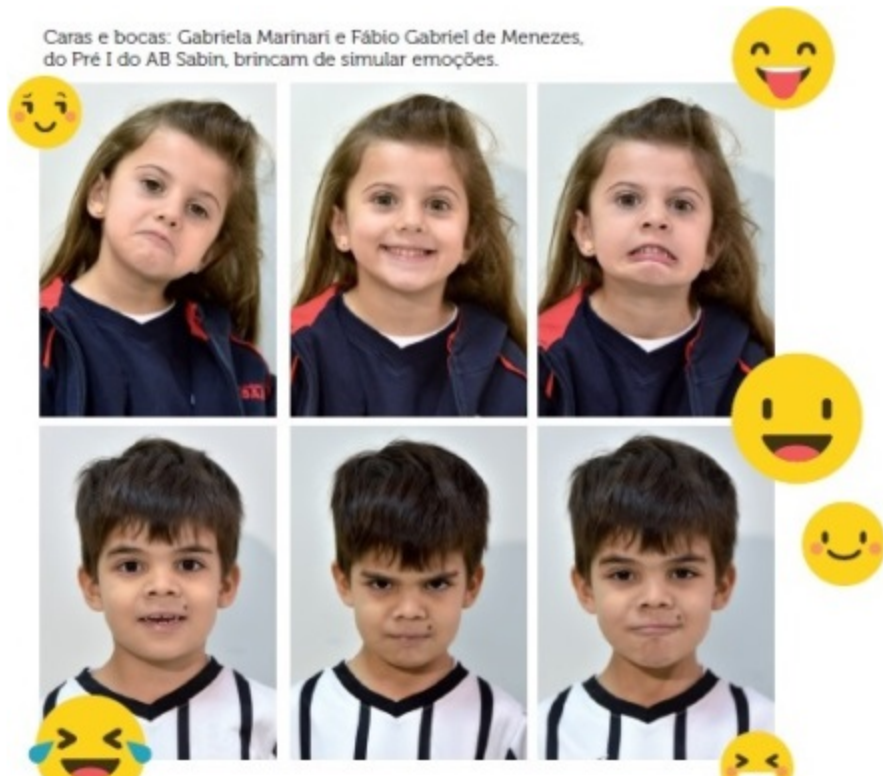 Caras e bocas: Gabriela Marinari e Fábio Gabriel de Menezes,
do Pré I do AB Sabin, brincam de simular emoções.